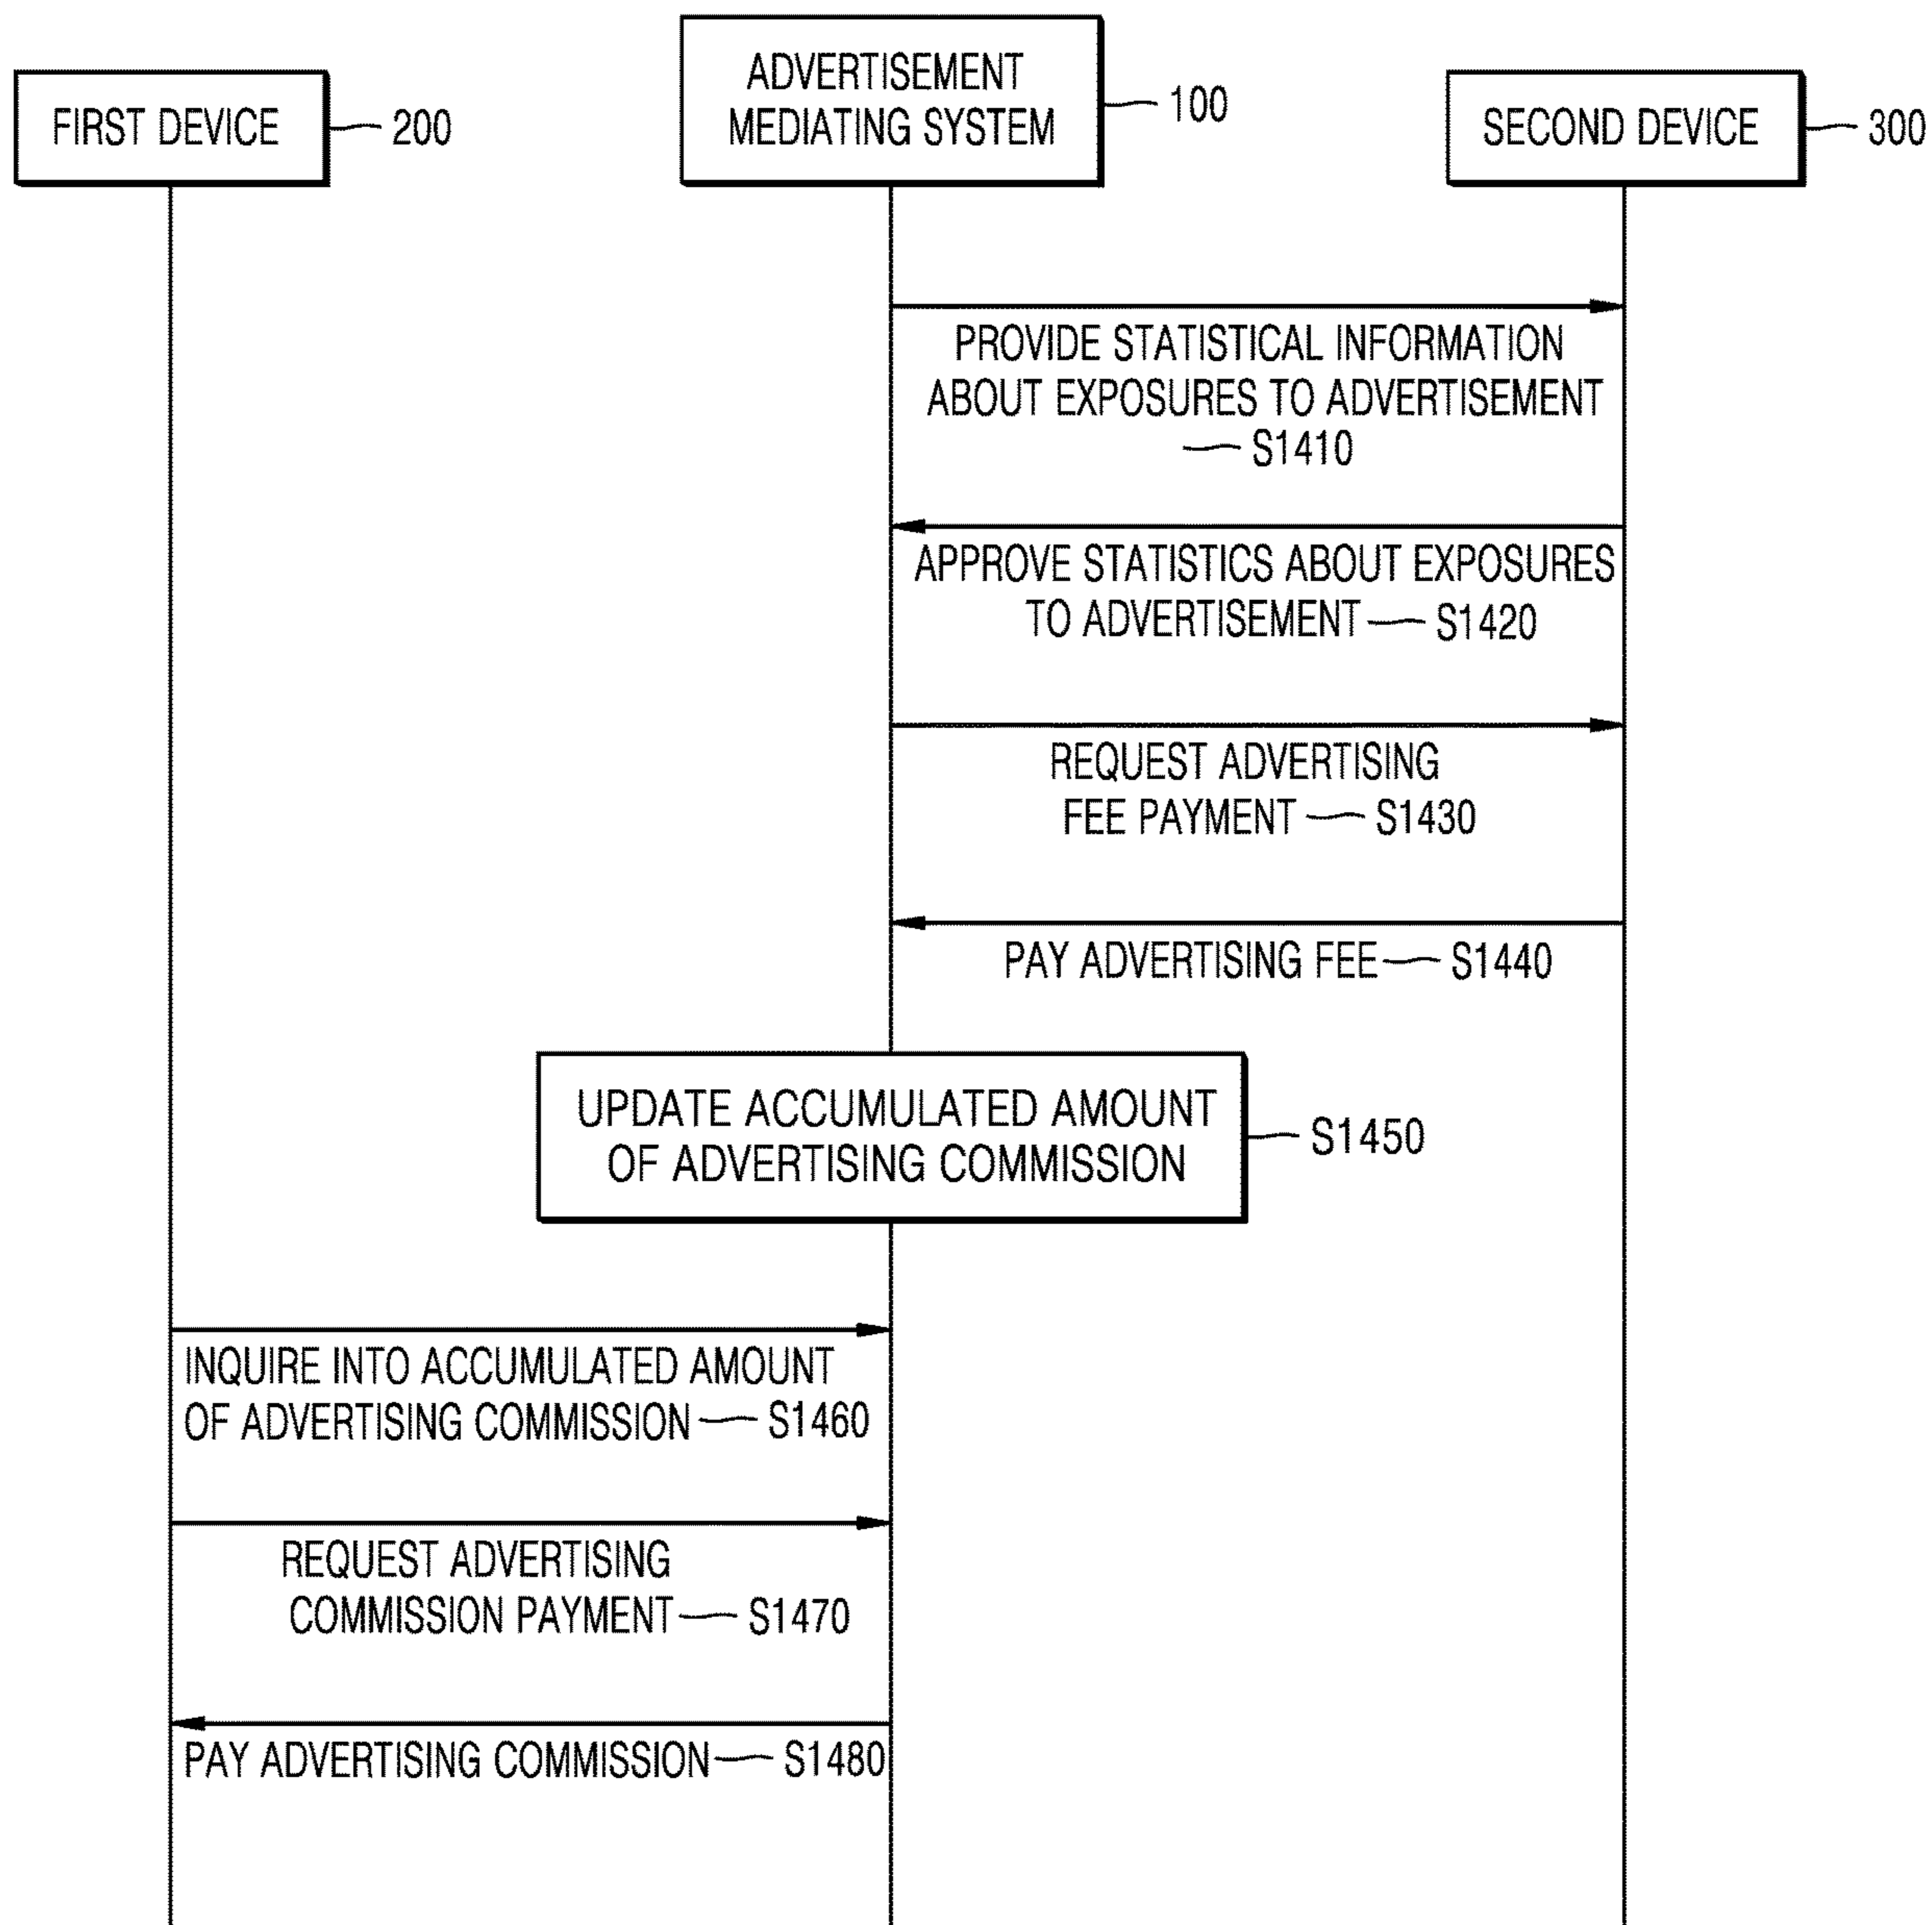 FIRST DEVICE
200
ADVERTISEMENT
MEDIATING SYSTEM
100
SECOND DEVICE
300
PROVIDE STATISTICAL INFORMATION
ABOUT EXPOSURES TO ADVERTISEMENT
S1410
APPROVE STATISTICS ABOUT EXPOSURES
TO ADVERTISEMENT S1420
REQUEST ADVERTISING
FEE PAYMENT S1430
PAY ADVERTISING FEE S1440
UPDATE ACCUMULATED AMOUNT
OF ADVERTISING COMMISSION
S1450
INQUIRE INTO ACCUMULATED AMOUNT
OF ADVERTISING COMMISSION S1460
REQUEST ADVERTISING
COMMISSION PAYMENT S1470
PAY ADVERTISING COMMISSION S1480